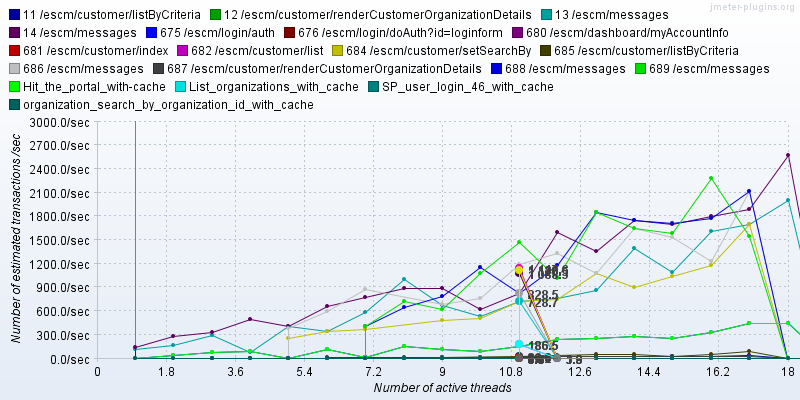 jmeter-plugins.org
11 /escm/customer/listByCriteria 12 /escm/customer/renderCustomerOrganizationDetails 13 /escm/messages
14 /escm/messages 675 /escm/login/auth 676 /escm/login/doAuth?id=loginform 680 /escm/dashboard/myAccountInfo
681 /escm/customer/index 682 /escm/customer/list 684 /escm/customer/setSearchBy 685 /escm/customer/listByCriteria
686 /escm/messages 687 /escm/customer/renderCustomerOrganizationDetails 688 /escm/messages 689 /escm/messages
Hit_the_portal_with-cache List_organizations_with_cache SP_user_login_46_with_cache
organization_search_by_organization_id_with_cache
3000.0/sec
2700.0/sec
2400.0/sec
2100.0/sec
1800.0/sec
1500.0/sec
1200.0/sec
900.0/sec
600.0/sec
300.0/sec
0.0/sec
Number of estimated transactions /sec
828.5
728.7
186.5
0 1.8 3.6 5.4 7.2 9 10.8 12.6 14.4 16.2 18
Number of active threads